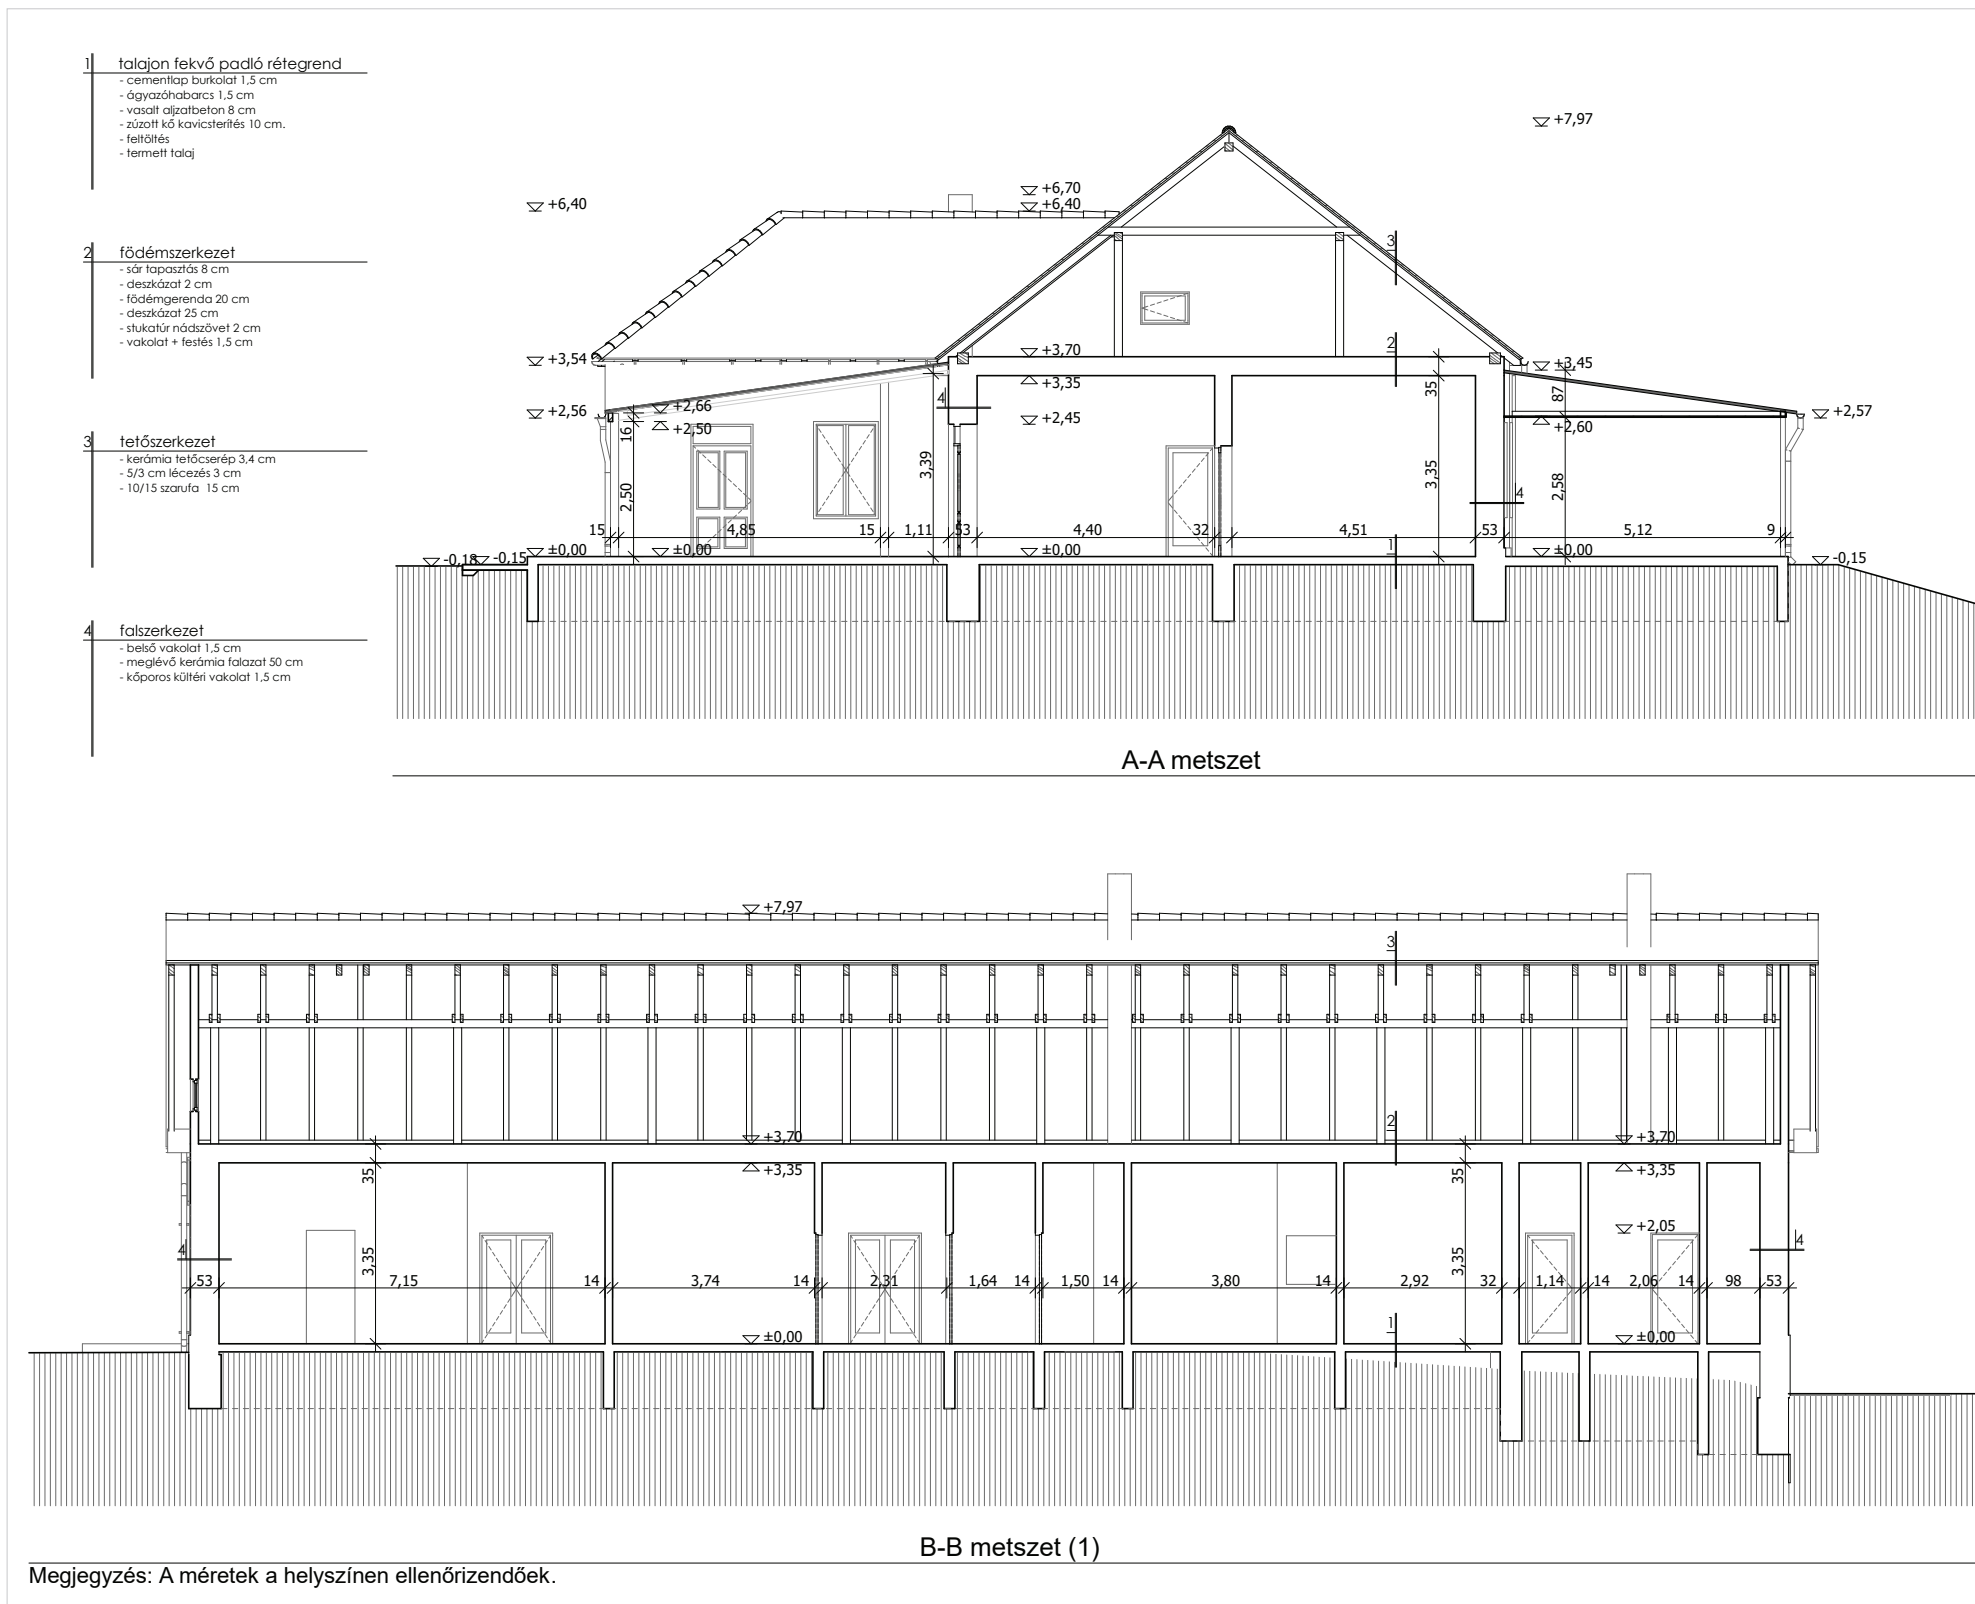 1 talajon fekvő padló rétegrend
- cementlap burkolat 1,5 cm
- ágyazóhabarcs 1,5 cm
- vasalt aljzatbeton 8 cm
- zúzott kő kavicsterítés 10 cm.
- feltöltés
- termett talaj
2 födémszerkezet
- sár tapasztás 8 cm
- deszkázat 2 cm
- födémgerenda 20 cm
- deszkázat 25 cm
- stukatúr nádszövet 2 cm
- vakolat + festés 1,5 cm
3 tetőszerkezet
- kerámia tetőcserép 3,4 cm
- 5/3 cm lécezés 3 cm
- 10/15 szarufa 15 cm
4 falszerkezet
- belső vakolat 1,5 cm
- meglévő kerámia falazat 50 cm
- kőporos kültéri vakolat 1,5 cm
+7,97
+6,70
+6,40 +6,40
3
2
+3,54 +3,70 +3,45
+3,35 35 87
4
+2,56 +2,66 +2,45 +2,57
16 +2,50 +2,60
3,39 3,35
2,50 4 2,58
15 4,85 15 1,11 53 4,40 32 4,51 53 5,12 9
1
-0,18 -0,15 ±0,00 ±0,00 ±0,00 ±0,00 -0,15
A-A metszet
+7,97
3
2
+3,70 +3,70
35 +3,35 35 +3,35
+2,05
4 3,35 3,35 4
53 7,15 14 3,74 14 2,31 1,64 14 1,50 14 3,80 14 2,92 32 1,14 14 2,06 14 98 53
1
±0,00 ±0,00
B-B metszet (1)
Megjegyzés: A méretek a helyszínen ellenőrizendőek.